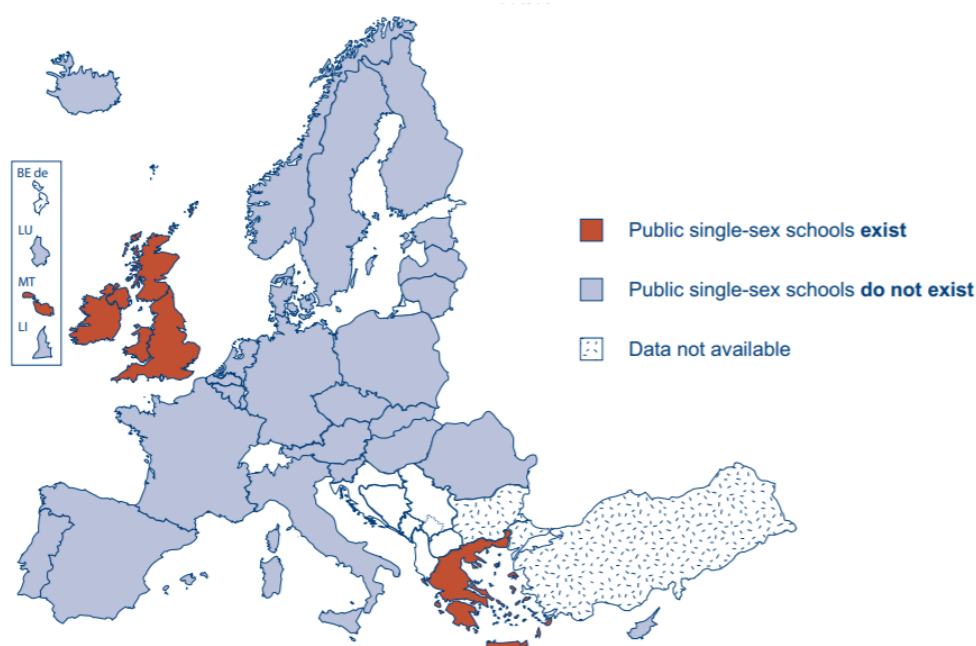 BE de
LU
MT
LI
Public single-sex schools exist
Public single-sex schools do not exist
Data not available